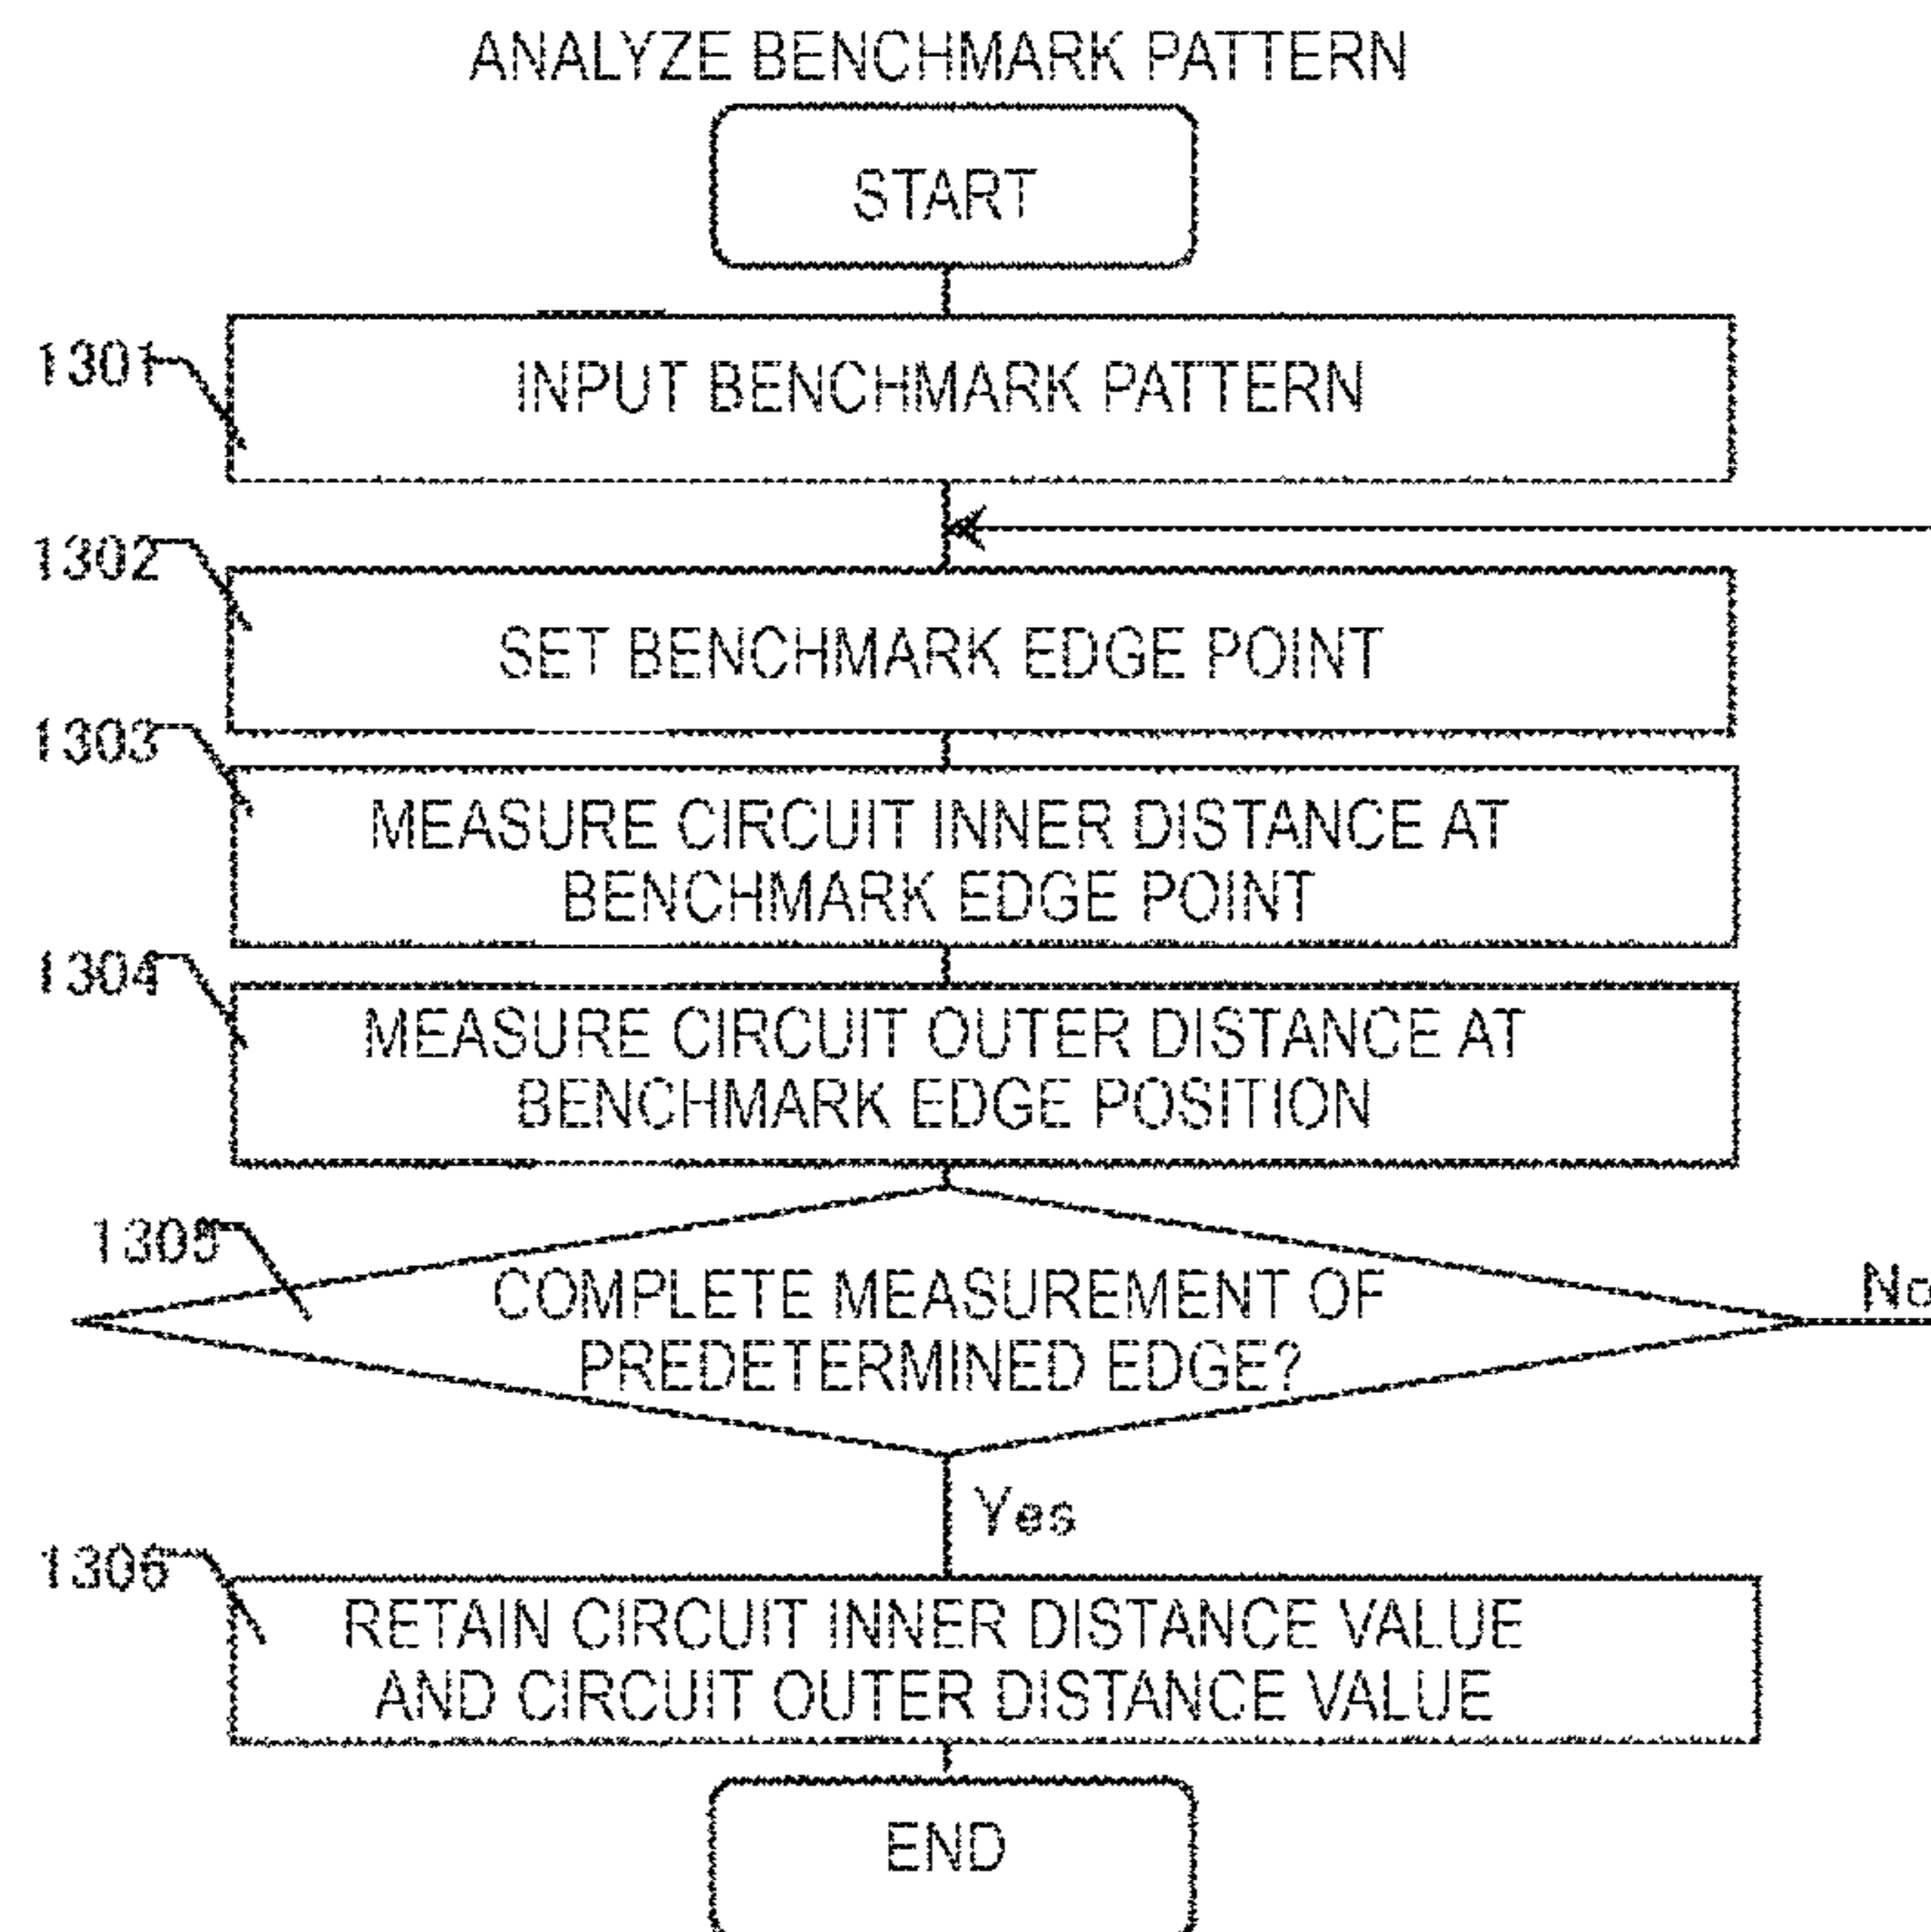 ANALYZE BENCHMARK PATTERN
START
1301
INPUT BENCHMARK PATTERN
1302
SET BENCHMARK EDGE POINT
1303
MEASURE CIRCUIT INNER DISTANCE AT
BENCHMARK EDGE POINT
1304
MEASURE CIRCUIT OUTER DISTANCE AT
BENCHMARK EDGE POSITION
1305
COMPLETE MEASUREMENT OF
PREDETERMINED EDGE?
No
Yes
1306
RETAIN CIRCUIT INNER DISTANCE VALUE
AND CIRCUIT OUTER DISTANCE VALUE
END